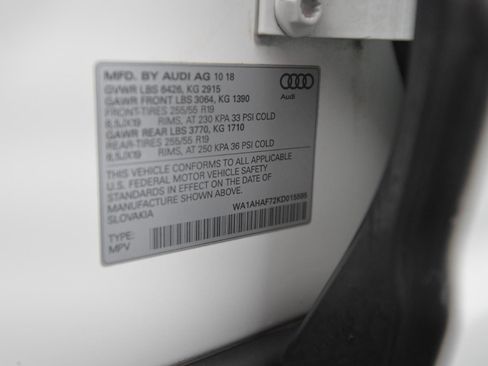 MFD. BY AUDI AG 10 18
GVWR LBS 6426, KG 2915
GAWR FRONT LBS 3064, KG 1390
FRONT-TIRES 255/55 R19
8.5JX19 RIMS, AT 230 KPA 33 PSI COLD
GAWR REAR LBS 3770, KG 1710
REAR-TIRES 255/55 R19
8.5JX19 RIMS, AT 250 KPA 36 PSI COLD
THIS VEHICLE CONFORMS TO ALL APPLICABLE
U.S. FEDERAL MOTOR VEHICLE SAFETY
STANDARDS IN EFFECT ON DATE OF
MANUFACTURE SHOWN ABOVE.
SLOVAKIA
WA1AHAF72KD015595
TYPE:
MPV
Audi